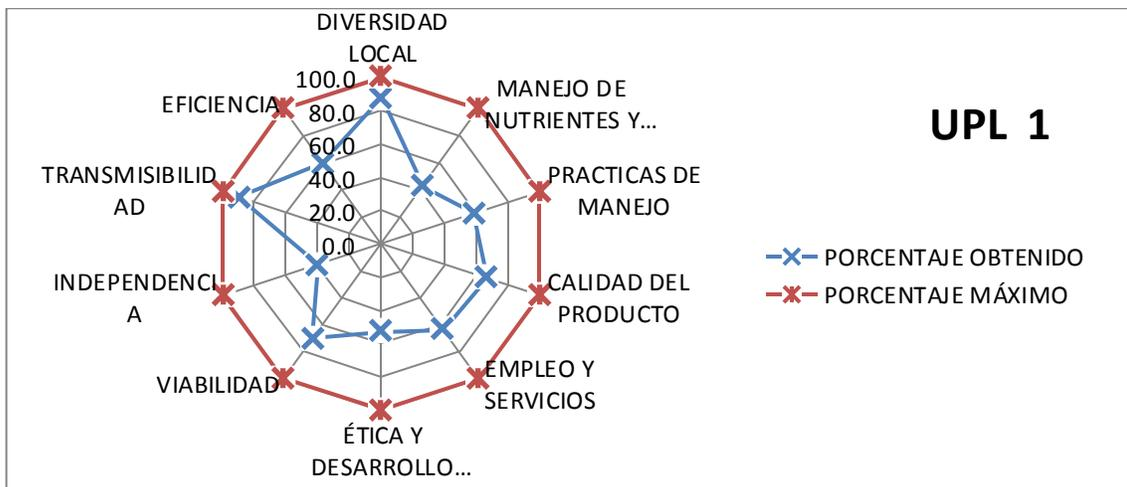 DIVERSIDAD
LOCAL
MANEJO DE
NUTRIENTES Y...
PRACTICAS DE
MANEJO
CALIDAD DEL
PRODUCTO
EMPLEO Y
SERVICIOS
ÉTICA Y
DESARROLLO...
VIABILIDAD
INDEPENDENCI
A
TRANSMISIBILID
AD
EFICIENCIA
100.0
80.0
60.0
40.0
20.0
0.0
UPL 1
PORCENTAJE OBTENIDO
PORCENTAJE MÁXIMO